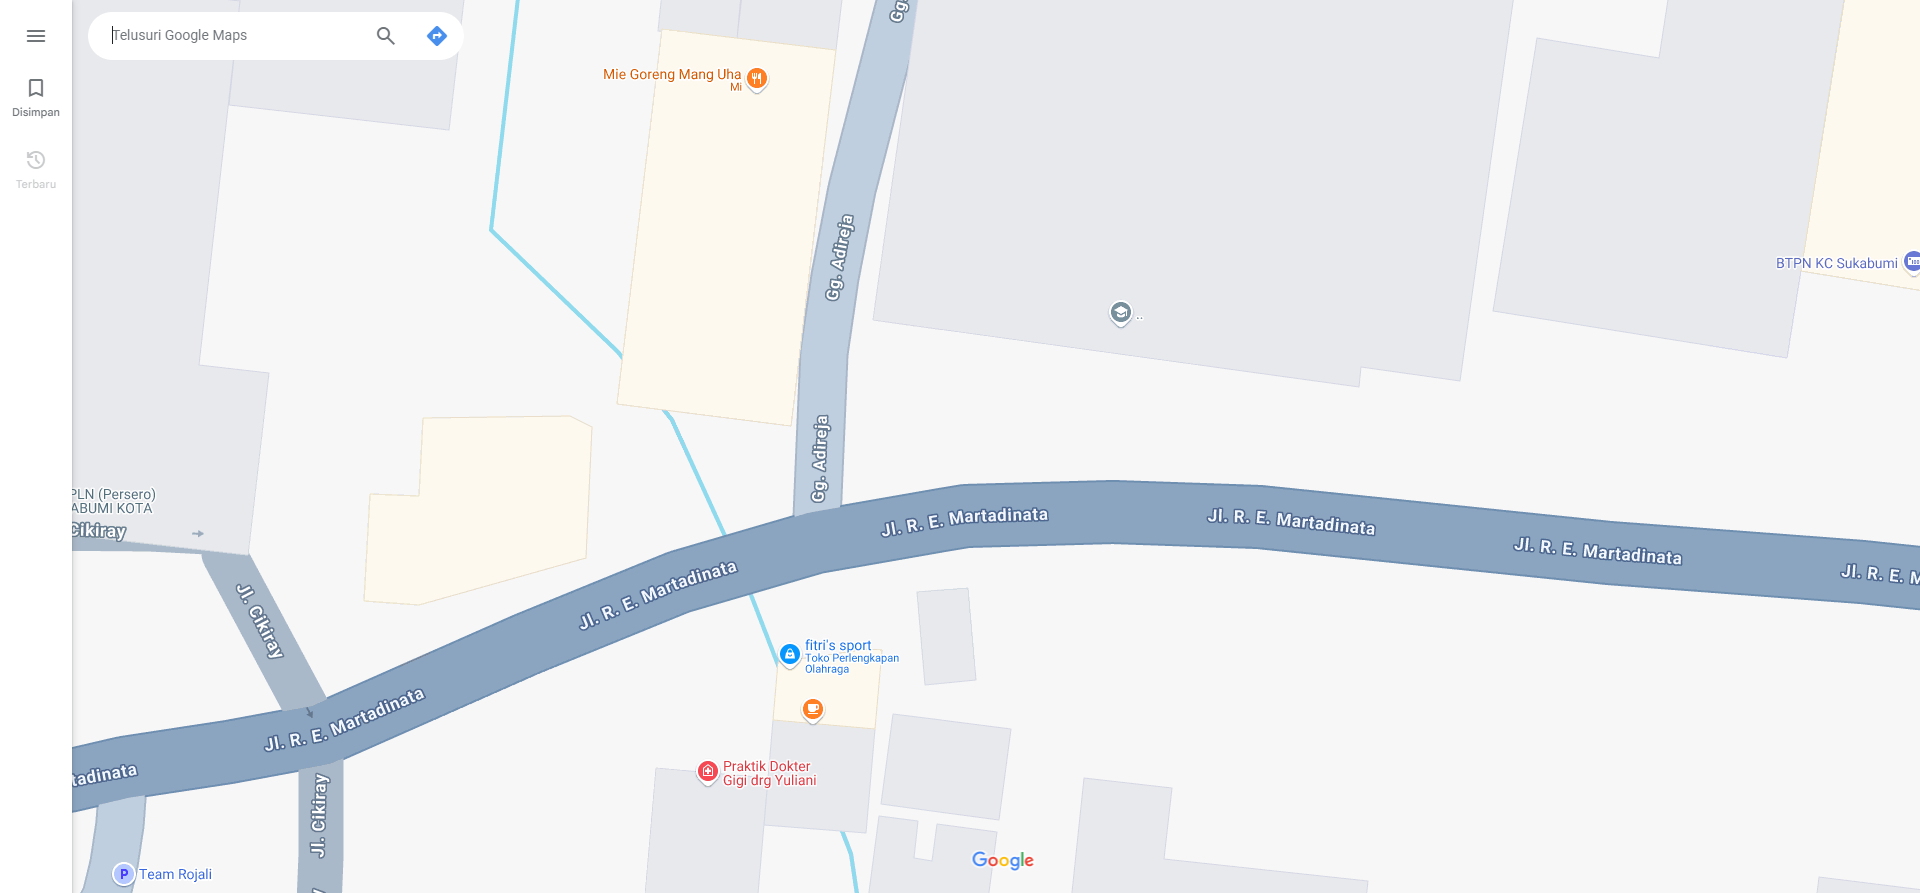 Telusuri Google Maps
Disimpan
Terbaru
Mie Goreng Mang Uha
Mi
Gg.
Gg. Adireja
Gg. Adireja
BTPN KC Sukabumi
..
PLN (Persero)
ABUMI KOTA
Cikiray
Jl. Cikiray
Jl. R. E. Martadinata
Jl. R. E. Martadinata
Jl. R. E. Martadinata
Jl. R. E. M
Jl. R. E. Martadinata
fitri's sport
Toko Perlengkapan
Olahraga
Jl. R. E. Martadinata
tadinata
Praktik Dokter
Gigi drg Yuliani
Jl. Cikiray
P Team Rojali
Google